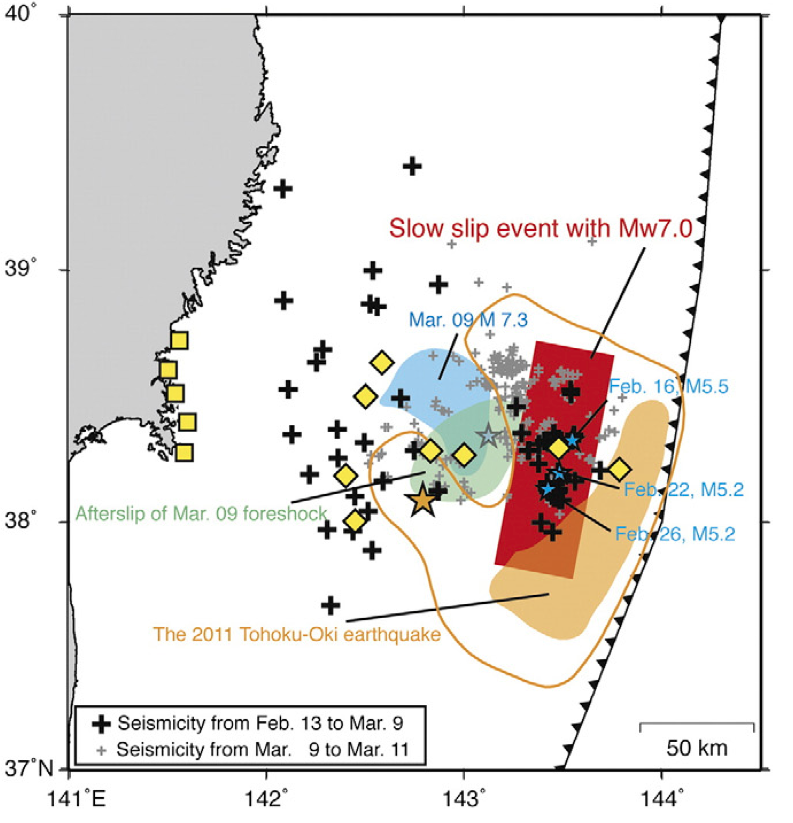 40°
Slow slip event with Mw7.0
39°
Mar. 09 M 7.3
Feb. 16, M5.5
Feb. 22, M5.2
Afterslip of Mar. 09 foreshock
38°
Feb. 26, M5.2
The 2011 Tohoku-Oki earthquake
Seismicity from Feb. 13 to Mar. 9
Seismicity from Mar. 9 to Mar. 11
50 km
37°N
141°E
142°
143°
144°